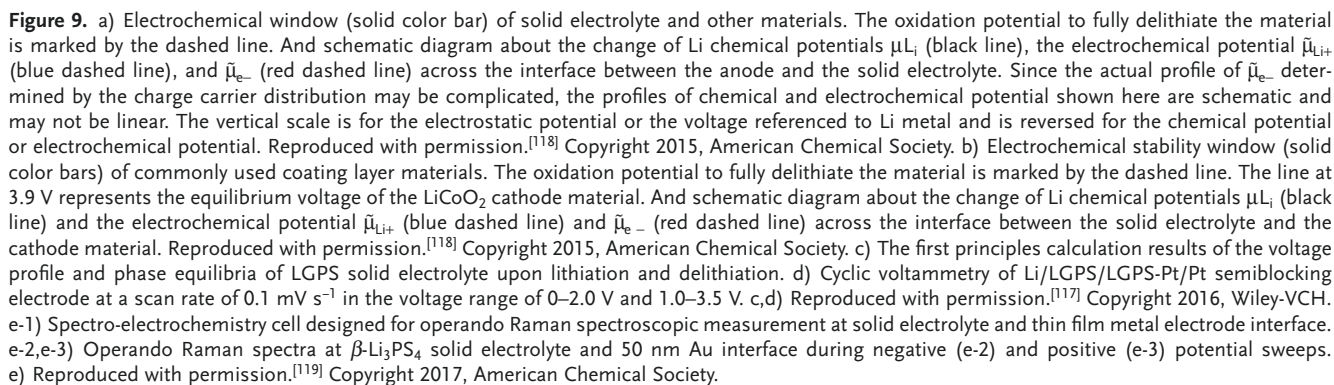 Figure 9. a) Electrochemical window (solid color bar) of solid electrolyte and other materials. The oxidation potential to fully delithiate the material
is marked by the dashed line. And schematic diagram about the change of Li chemical potentials μLᵢ (black line), the electrochemical potential μ̃Li+
(blue dashed line), and μ̃e− (red dashed line) across the interface between the anode and the solid electrolyte. Since the actual profile of μ̃e− deter-
mined by the charge carrier distribution may be complicated, the profiles of chemical and electrochemical potential shown here are schematic and
may not be linear. The vertical scale is for the electrostatic potential or the voltage referenced to Li metal and is reversed for the chemical potential
or electrochemical potential. Reproduced with permission.[118] Copyright 2015, American Chemical Society. b) Electrochemical stability window (solid
color bars) of commonly used coating layer materials. The oxidation potential to fully delithiate the material is marked by the dashed line. The line at
3.9 V represents the equilibrium voltage of the LiCoO₂ cathode material. And schematic diagram about the change of Li chemical potentials μLᵢ (black
line) and the electrochemical potential μ̃Li+ (blue dashed line) and μ̃e − (red dashed line) across the interface between the solid electrolyte and the
cathode material. Reproduced with permission.[118] Copyright 2015, American Chemical Society. c) The first principles calculation results of the voltage
profile and phase equilibria of LGPS solid electrolyte upon lithiation and delithiation. d) Cyclic voltammetry of Li/LGPS/LGPS-Pt/Pt semiblocking
electrode at a scan rate of 0.1 mV s⁻¹ in the voltage range of 0–2.0 V and 1.0–3.5 V. c,d) Reproduced with permission.[117] Copyright 2016, Wiley-VCH.
e-1) Spectro-electrochemistry cell designed for operando Raman spectroscopic measurement at solid electrolyte and thin film metal electrode interface.
e-2,e-3) Operando Raman spectra at β-Li₃PS₄ solid electrolyte and 50 nm Au interface during negative (e-2) and positive (e-3) potential sweeps.
e) Reproduced with permission.[119] Copyright 2017, American Chemical Society.